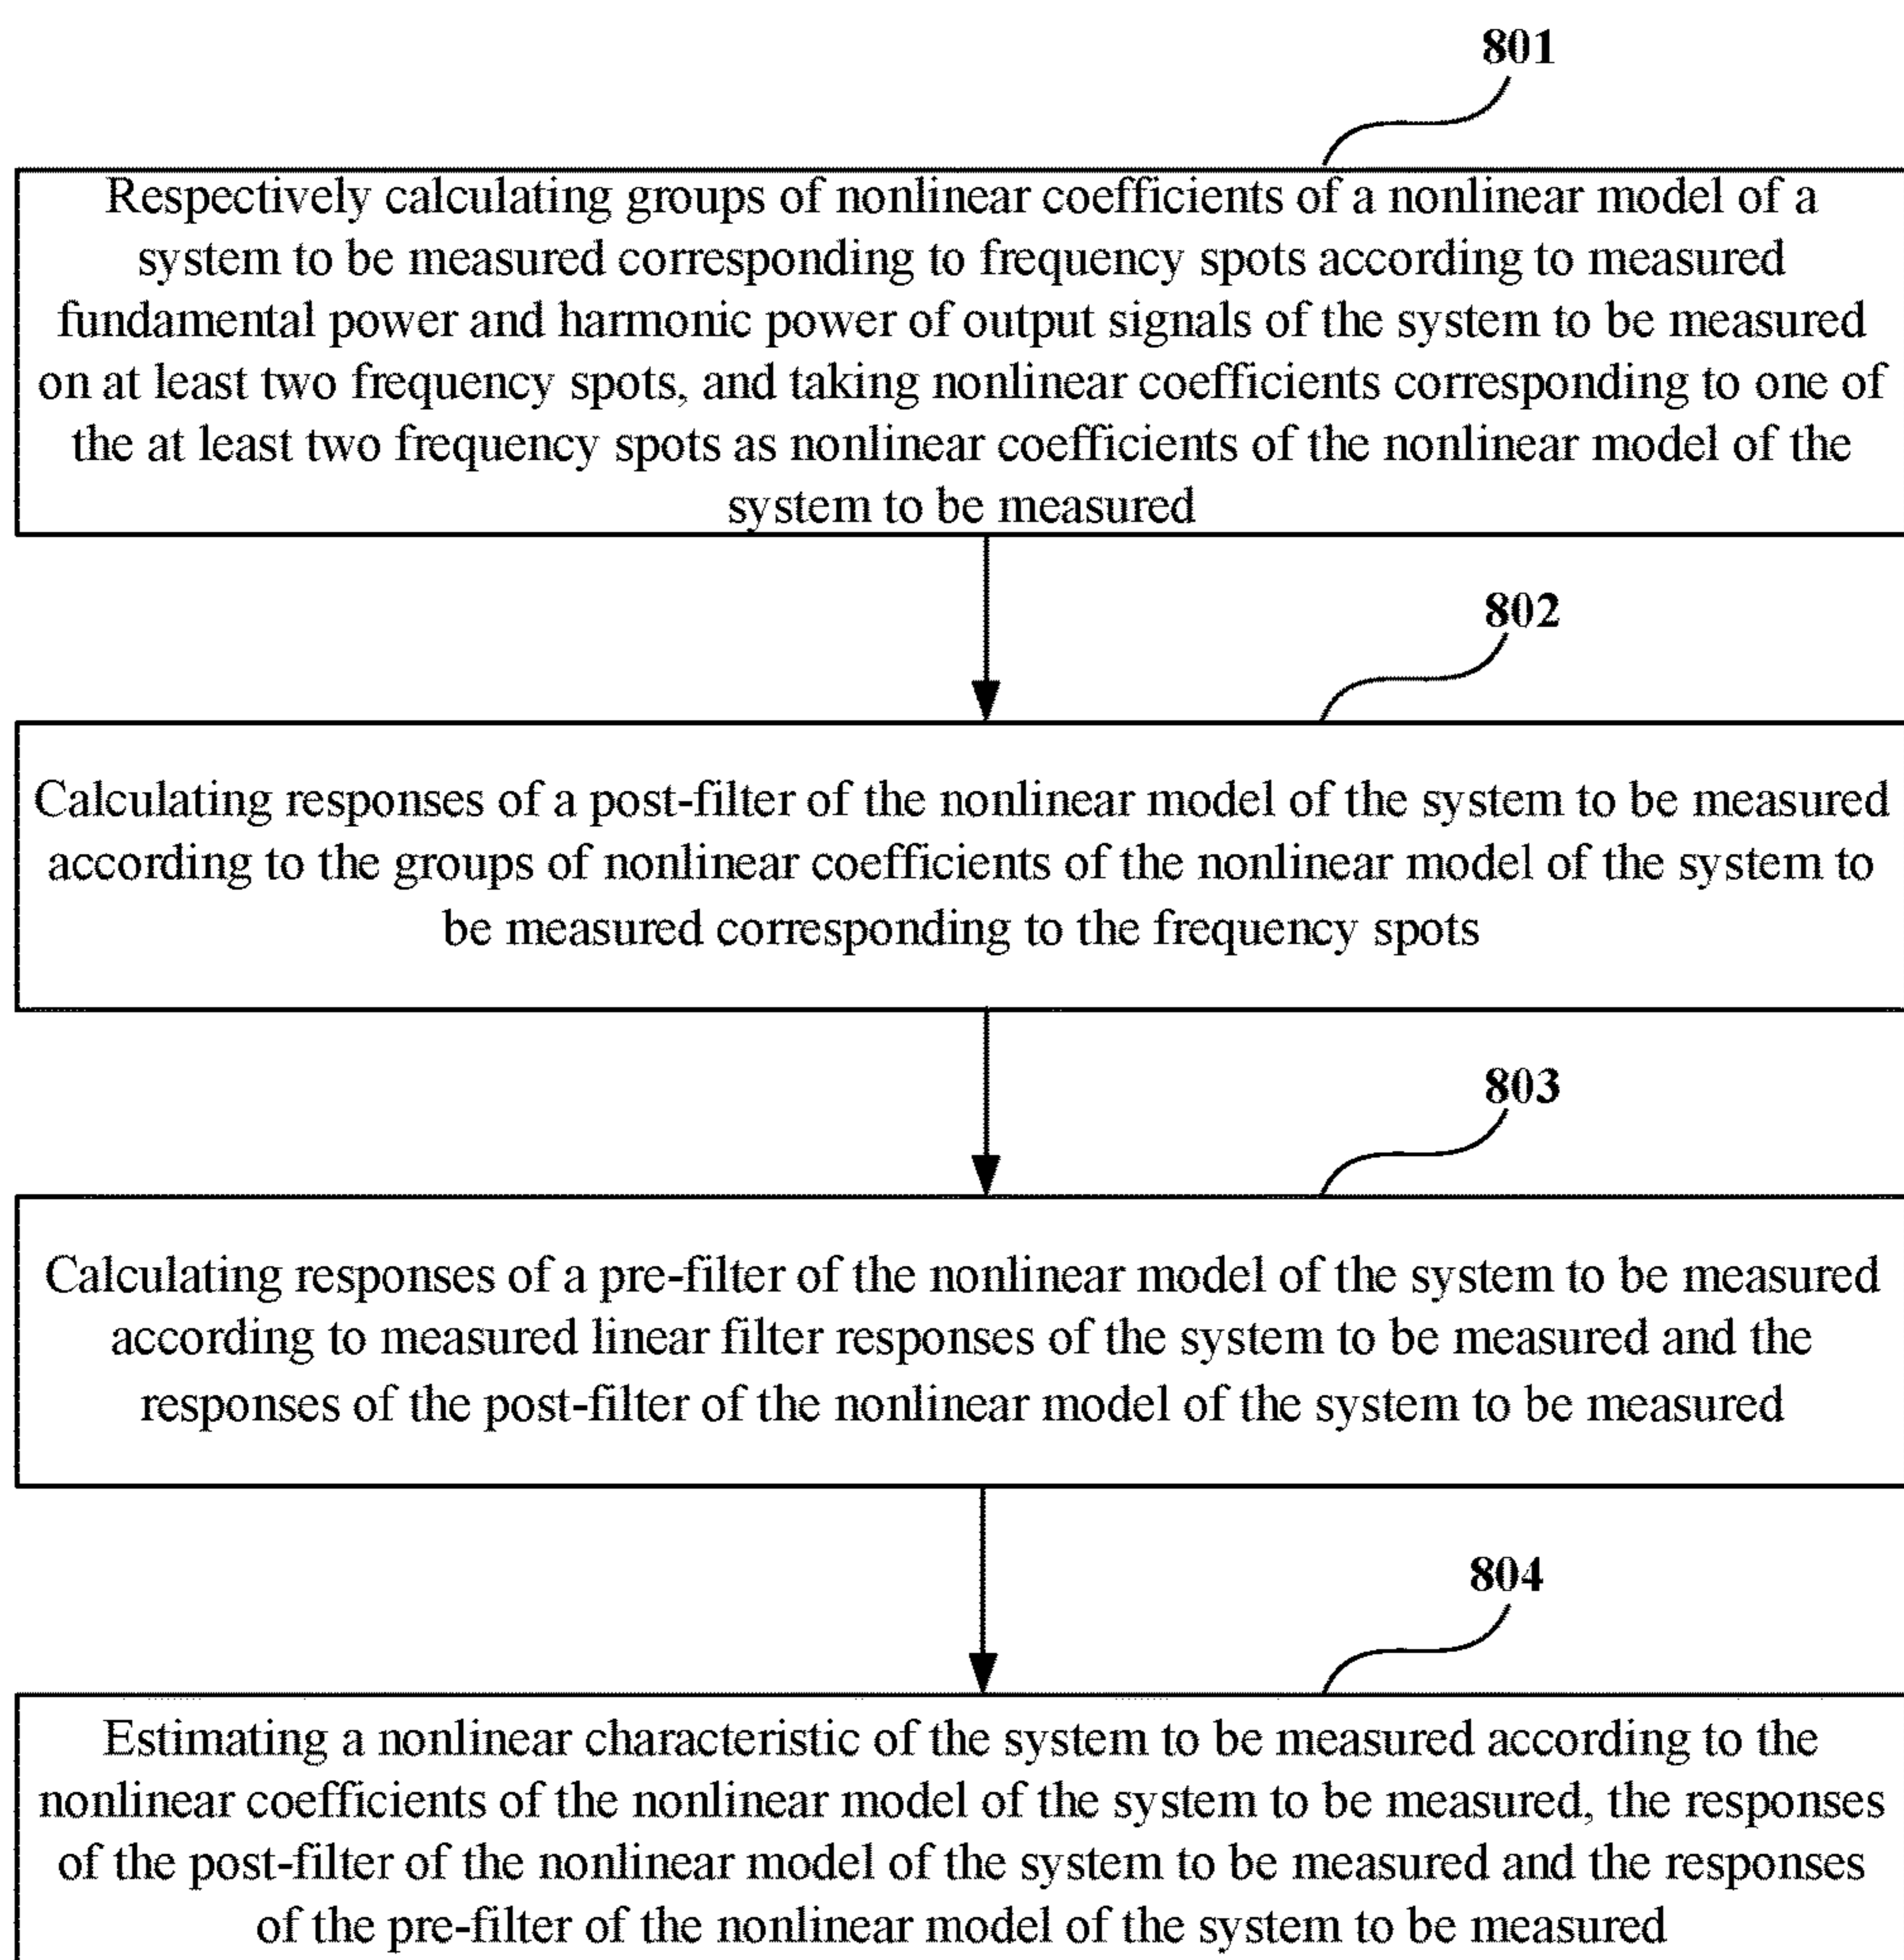 801
Respectively calculating groups of nonlinear coefficients of a nonlinear model of a
system to be measured corresponding to frequency spots according to measured
fundamental power and harmonic power of output signals of the system to be measured
on at least two frequency spots, and taking nonlinear coefficients corresponding to one of
the at least two frequency spots as nonlinear coefficients of the nonlinear model of the
system to be measured
802
Calculating responses of a post-filter of the nonlinear model of the system to be measured
according to the groups of nonlinear coefficients of the nonlinear model of the system to
be measured corresponding to the frequency spots
803
Calculating responses of a pre-filter of the nonlinear model of the system to be measured
according to measured linear filter responses of the system to be measured and the
responses of the post-filter of the nonlinear model of the system to be measured
804
Estimating a nonlinear characteristic of the system to be measured according to the
nonlinear coefficients of the nonlinear model of the system to be measured, the responses
of the post-filter of the nonlinear model of the system to be measured and the responses
of the pre-filter of the nonlinear model of the system to be measured